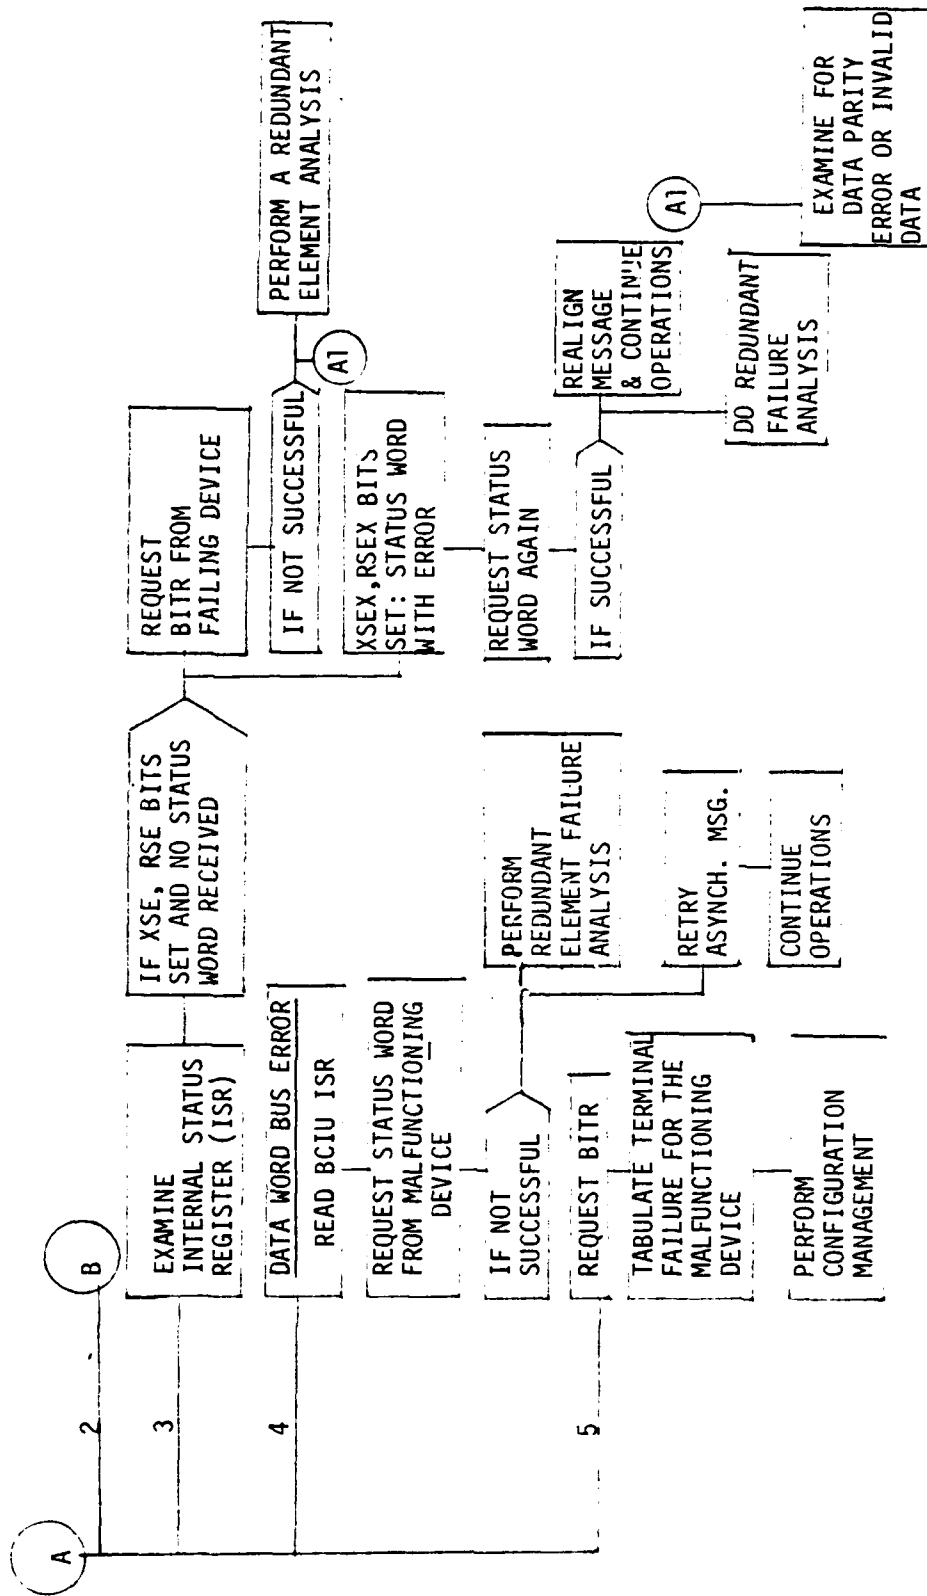 A
2
B
3
EXAMINE
INTERNAL STATUS
REGISTER (ISR)
IF XSE, RSE BITS
SET AND NO STATUS
WORD RECEIVED
REQUEST
BITR FROM
FAILING DEVICE
IF NOT SUCCESSFUL
PERFORM A REDUNDANT
ELEMENT ANALYSIS
A1
XSEX,RSEX BITS
SET: STATUS WORD
WITH ERROR
REQUEST STATUS
WORD AGAIN
IF SUCCESSFUL
REALIGN
MESSAGE
& CONTINUE
OPERATIONS
DO REDUNDANT
FAILURE
ANALYSIS
A1
EXAMINE FOR
DATA PARITY
ERROR OR INVALID
DATA
4
DATA WORD BUS ERROR
READ BCIU ISR
REQUEST STATUS WORD
FROM MALFUNCTIONING
DEVICE
IF NOT
SUCCESSFUL
PERFORM
REDUNDANT
ELEMENT FAILURE
ANALYSIS
RETRY
ASYNCH. MSG.
CONTINUE
OPERATIONS
5
REQUEST BITR
TABULATE TERMINAL
FAILURE FOR THE
MALFUNCTIONING
DEVICE
PERFORM
CONFIGURATION
MANAGEMENT